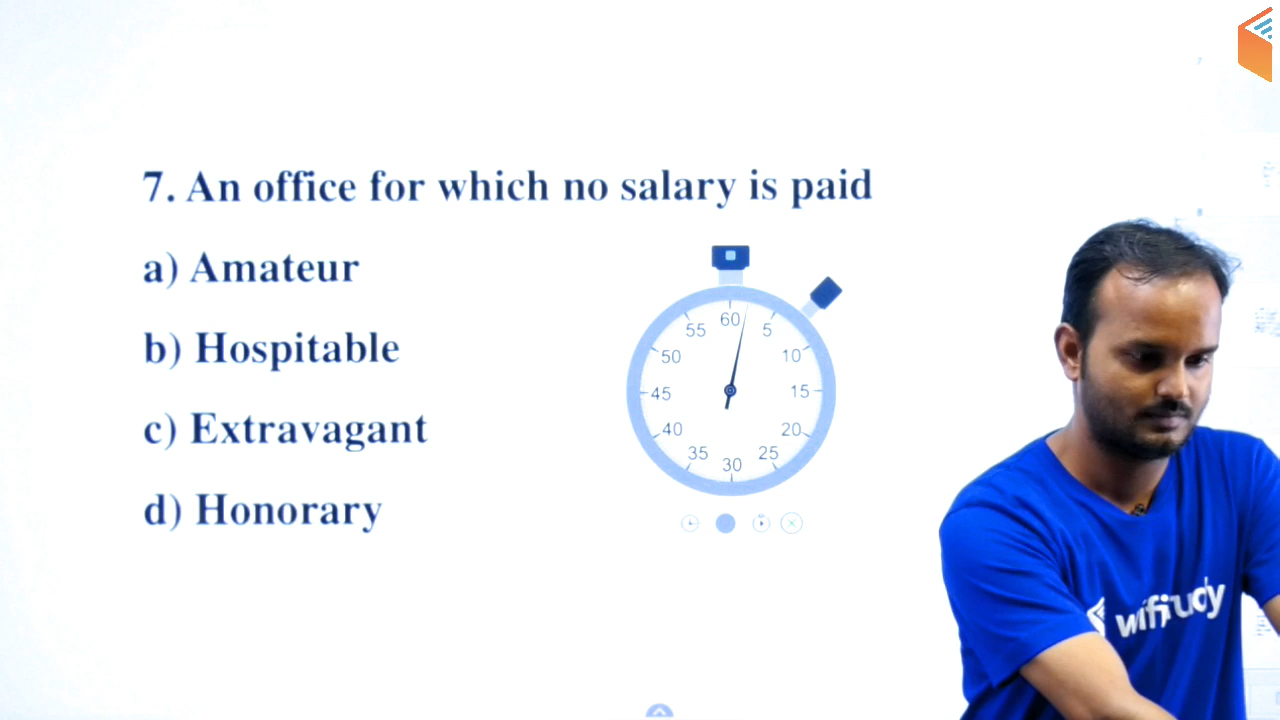 7. An office for which no salary is paid
a) Amateur
b) Hospitable
c) Extravagant
d) Honorary
60
5
10
15
20
25
30
35
40
45
50
55